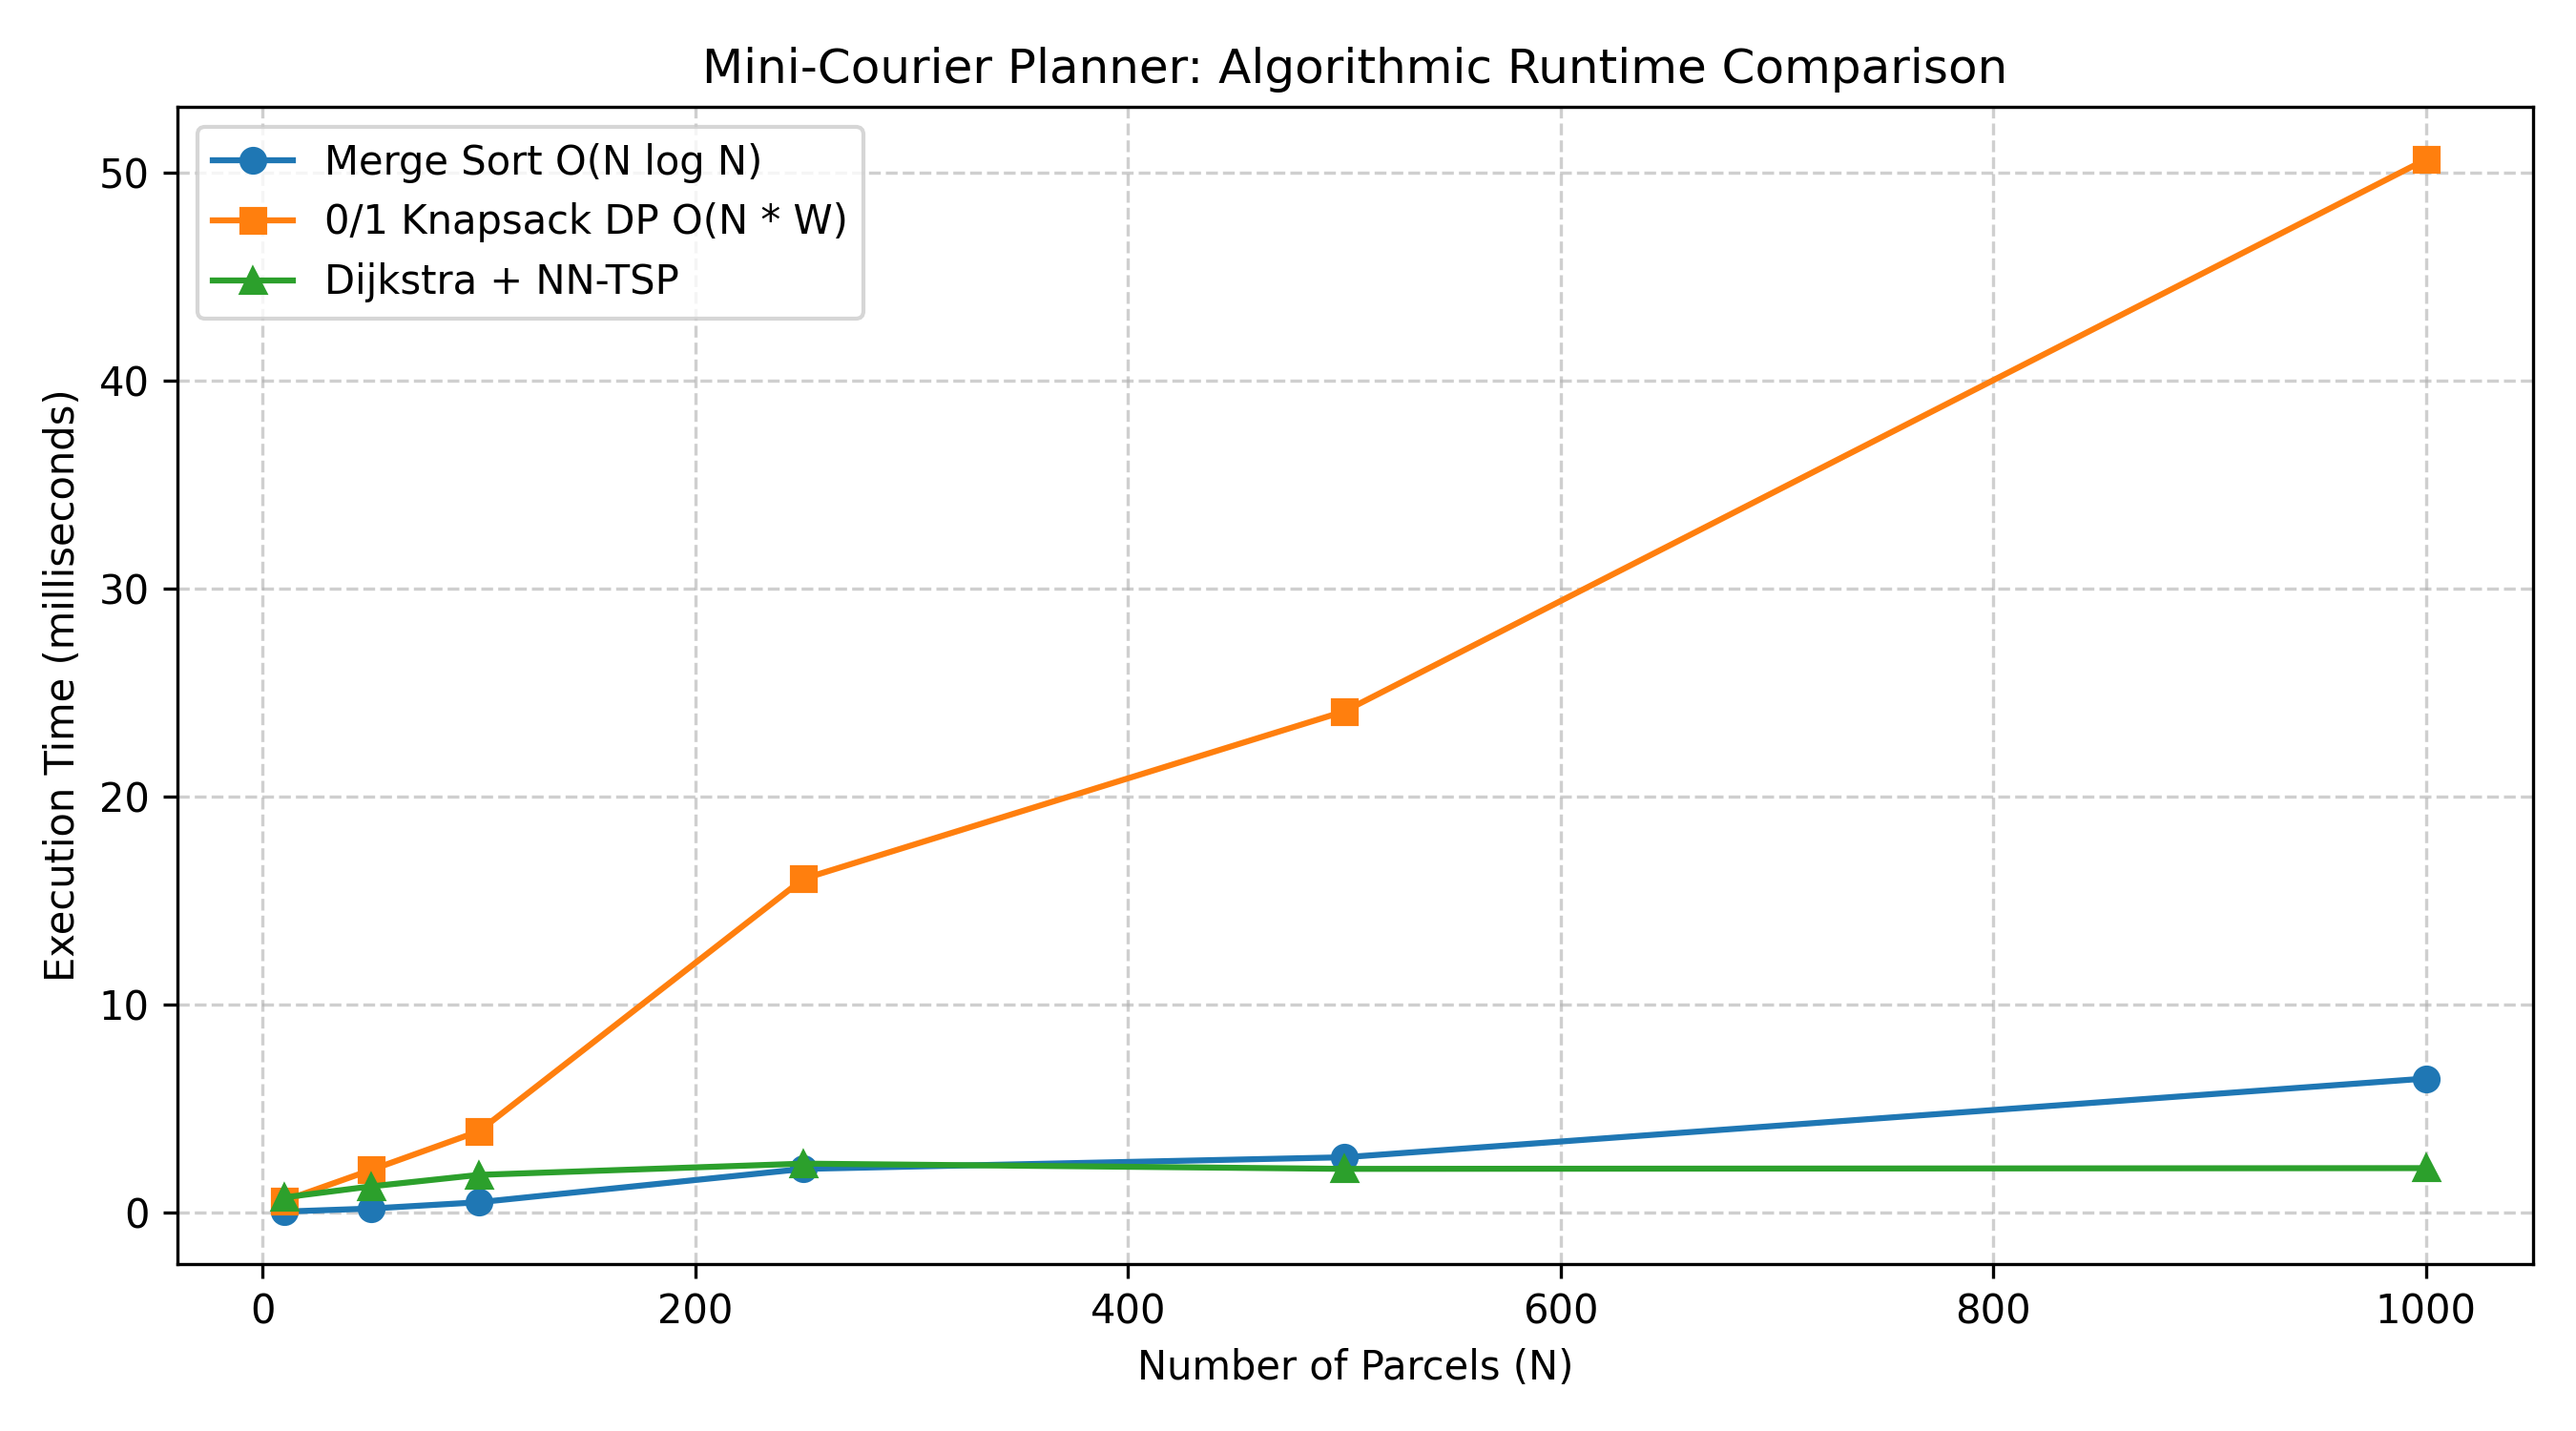 Mini-Courier Planner: Algorithmic Runtime Comparison
Merge Sort O(N log N)
0/1 Knapsack DP O(N * W)
Dijkstra + NN-TSP
Execution Time (milliseconds)
50
40
30
20
10
0
0 200 400 600 800 1000
Number of Parcels (N)